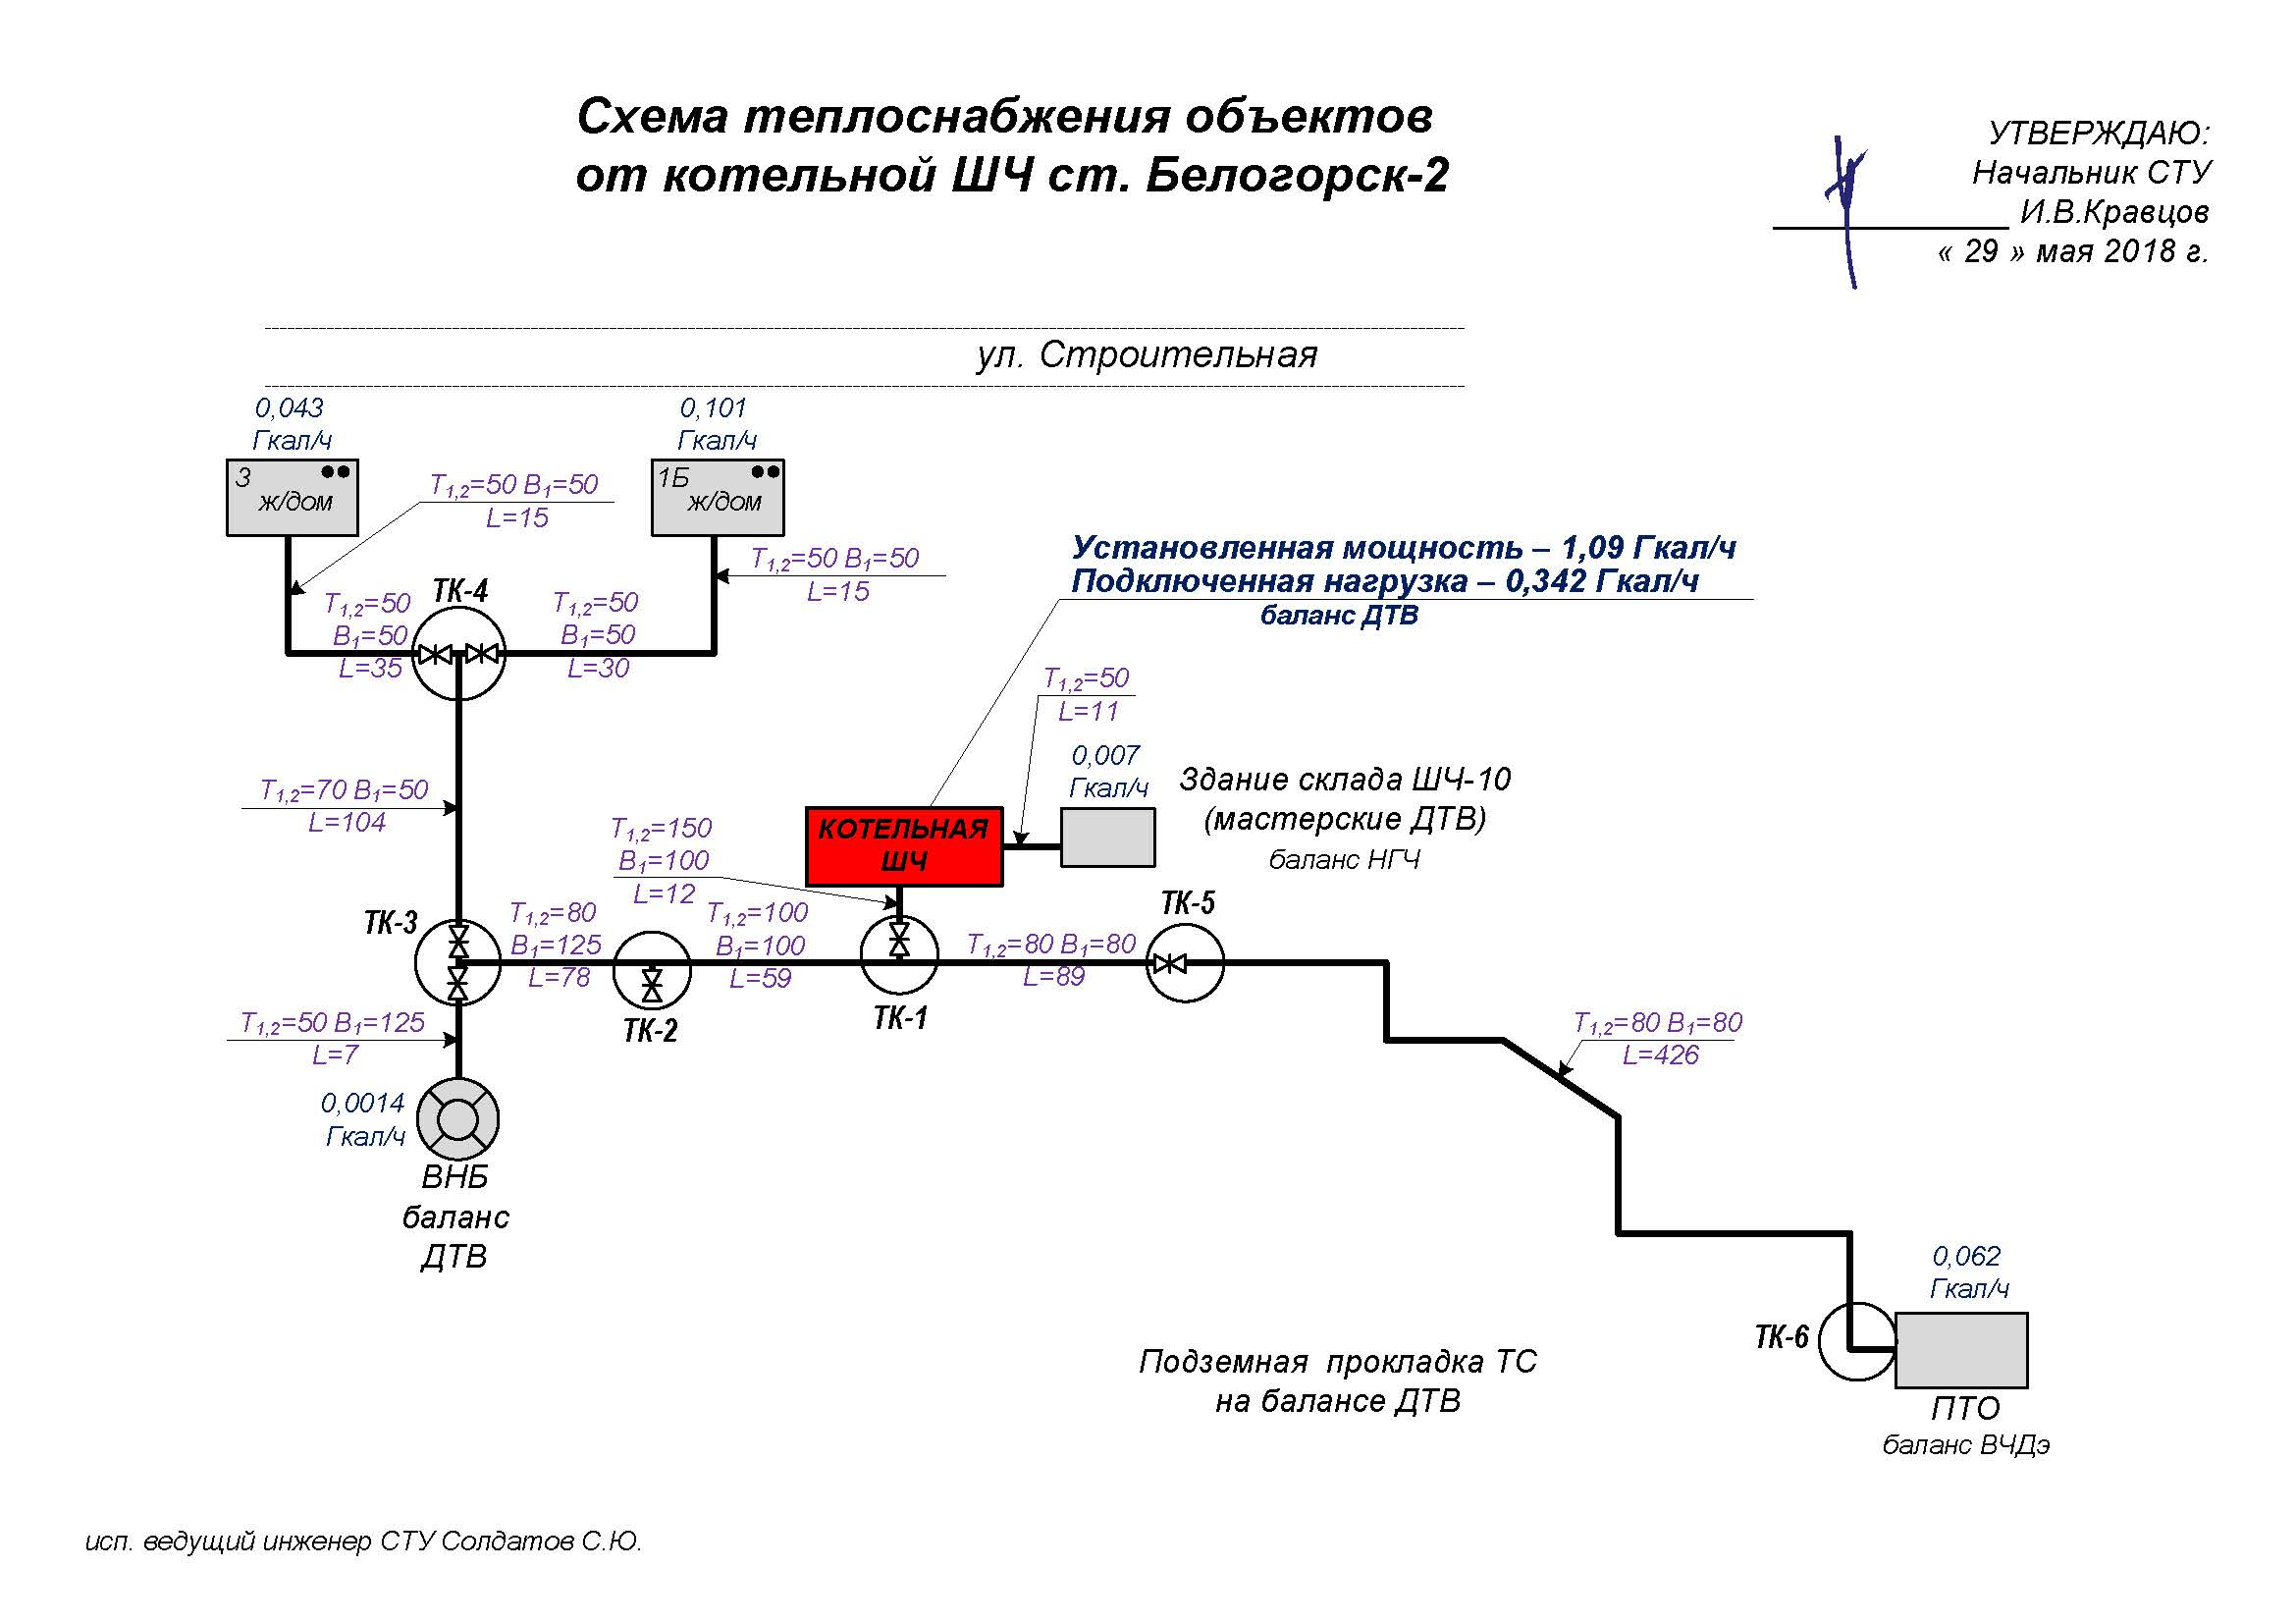 Схема теплоснабжения объектов
от котельной ШЧ ст. Белогорск-2
УТВЕРЖДАЮ:
Начальник СТУ
И.В.Кравцов
« 29 » мая 2018 г.
ул. Строительная
0,043
Гкал/ч
0,101
Гкал/ч
3
ж/дом
1Б
ж/дом
T1,2=50 B1=50
L=15
T1,2=50 B1=50
L=15
Установленная мощность – 1,09 Гкал/ч
Подключенная нагрузка – 0,342 Гкал/ч
баланс ДТВ
ТК-4
T1,2=50
B1=50
L=35
T1,2=50
B1=50
L=30
T1,2=50
L=11
0,007
Гкал/ч
Здание склада ШЧ-10
(мастерские ДТВ)
баланс НГЧ
T1,2=70 B1=50
L=104
T1,2=150
B1=100
L=12
КОТЕЛЬНАЯ
ШЧ
ТК-3
T1,2=80
B1=125
L=78
T1,2=100
B1=100
L=59
T1,2=80 B1=80
L=89
ТК-5
ТК-2
ТК-1
T1,2=50 B1=125
L=7
T1,2=80 B1=80
L=426
0,0014
Гкал/ч
ВНБ
баланс
ДТВ
0,062
Гкал/ч
ТК-6
ПТО
баланс ВЧДэ
Подземная прокладка ТС
на балансе ДТВ
исп. ведущий инженер СТУ Солдатов С.Ю.